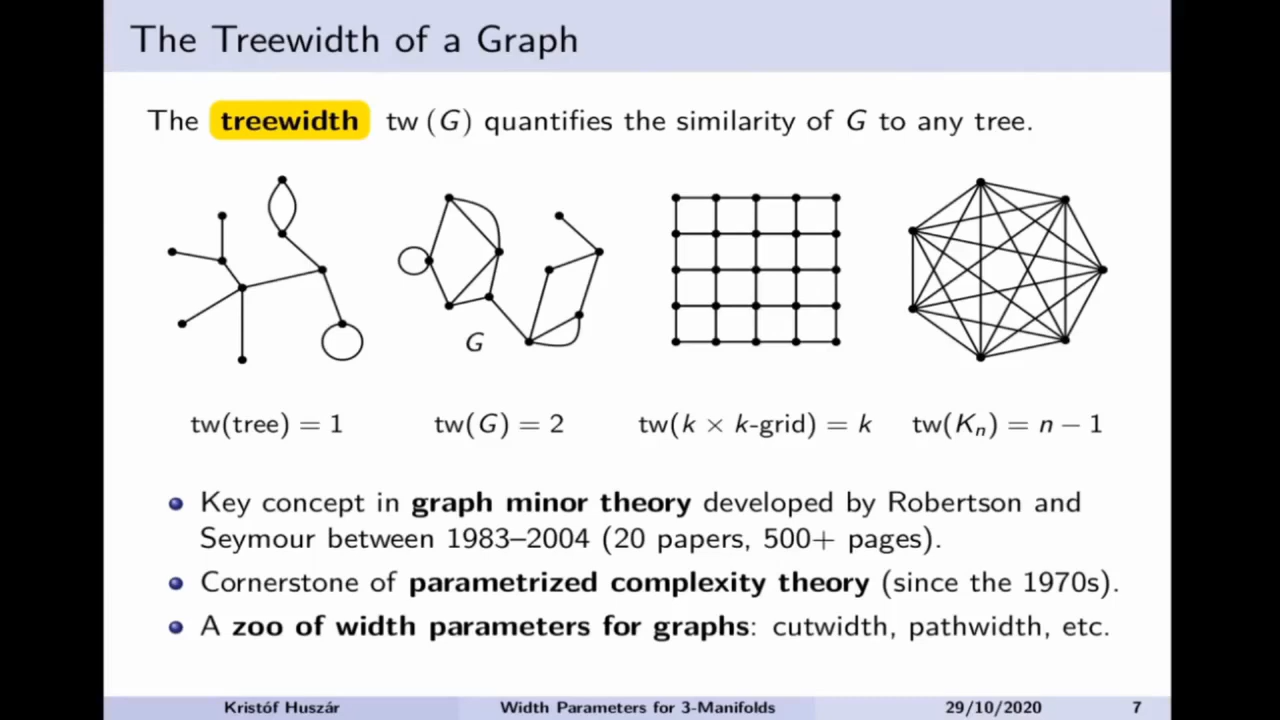 The Treewidth of a Graph
The treewidth tw (G) quantifies the similarity of G to any tree.
G
tw(tree) = 1
tw(G) = 2
tw(k × k-grid) = k
tw(Kₙ) = n − 1
Key concept in graph minor theory developed by Robertson and
Seymour between 1983–2004 (20 papers, 500+ pages).
Cornerstone of parametrized complexity theory (since the 1970s).
A zoo of width parameters for graphs: cutwidth, pathwidth, etc.
Kristóf Huszár
Width Parameters for 3-Manifolds
29/10/2020
7